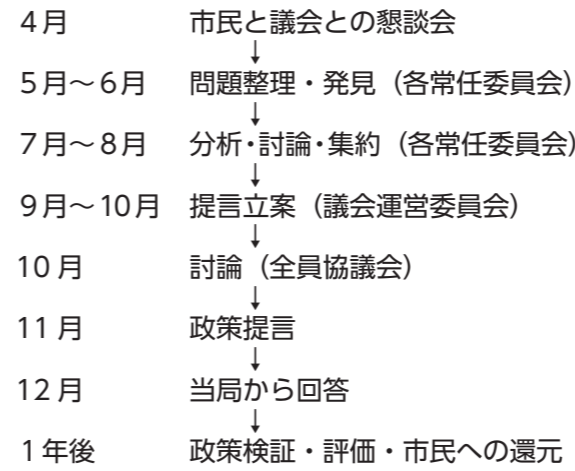 4月 市民と議会との懇談会
↓
5月〜6月 問題整理・発見（各常任委員会）
↓
7月〜8月 分析・討論・集約（各常任委員会）
↓
9月〜10月 提言立案（議会運営委員会）
↓
10月 討論（全員協議会）
↓
11月 政策提言
↓
12月 当局から回答
↓
1年後 政策検証・評価・市民への還元